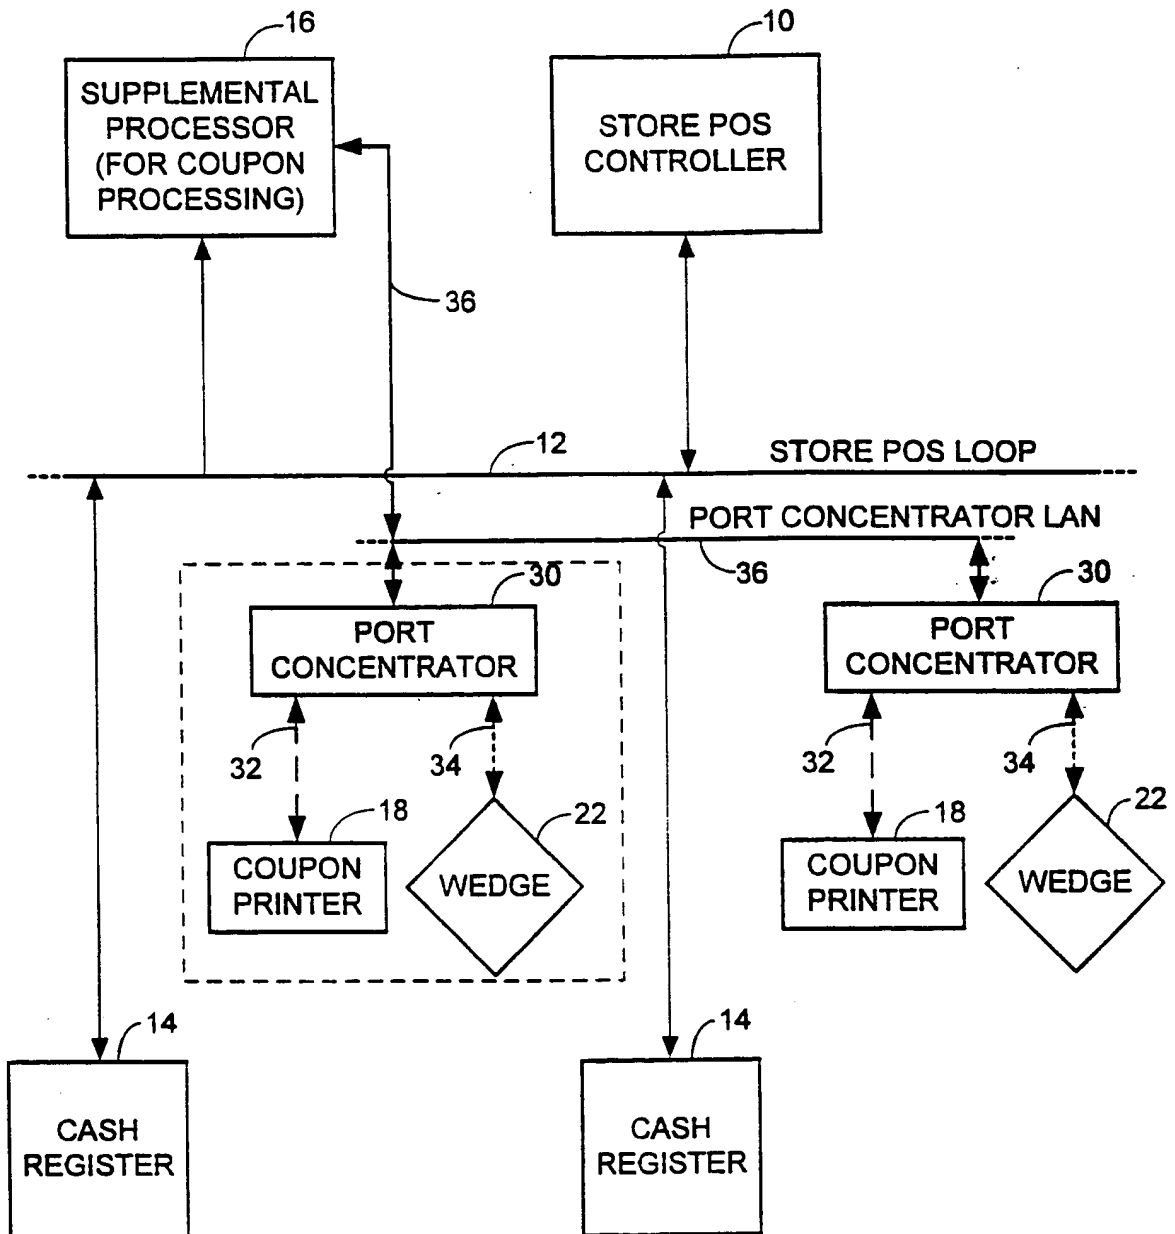 16
10
SUPPLEMENTAL
PROCESSOR
(FOR COUPON
PROCESSING)
STORE POS
CONTROLLER
36
12
STORE POS LOOP
PORT CONCENTRATOR LAN
36
30
30
PORT
CONCENTRATOR
PORT
CONCENTRATOR
32
34
32
34
18
22
18
22
COUPON
PRINTER
WEDGE
COUPON
PRINTER
WEDGE
14
14
CASH
REGISTER
CASH
REGISTER